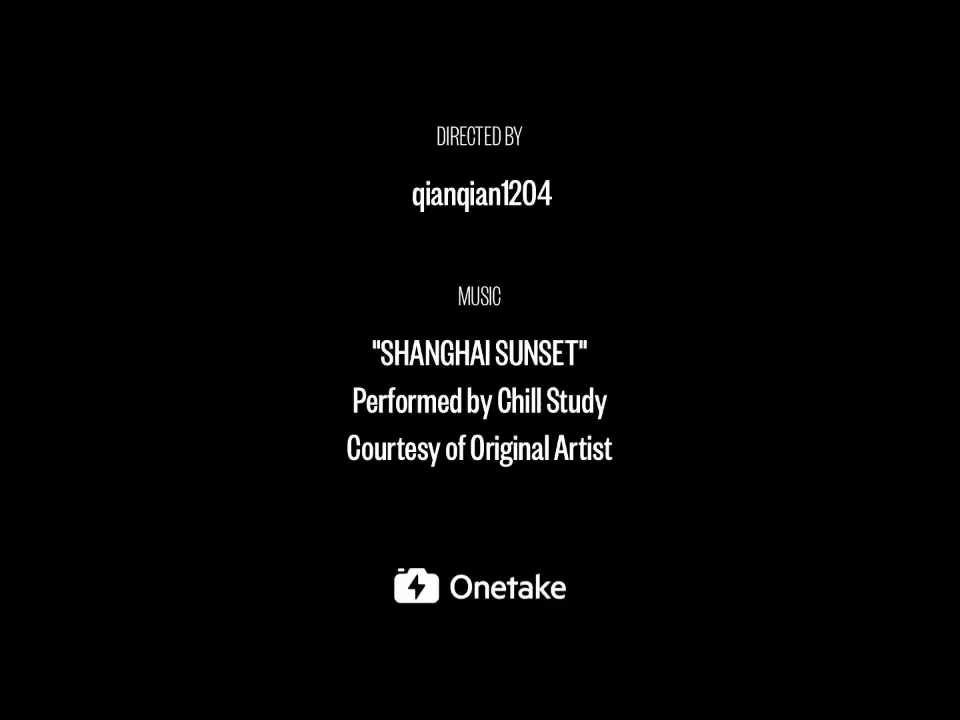 DIRECTED BY
qianqian1204
MUSIC
"SHANGHAI SUNSET"
Performed by Chill Study
Courtesy of Original Artist
Onetake